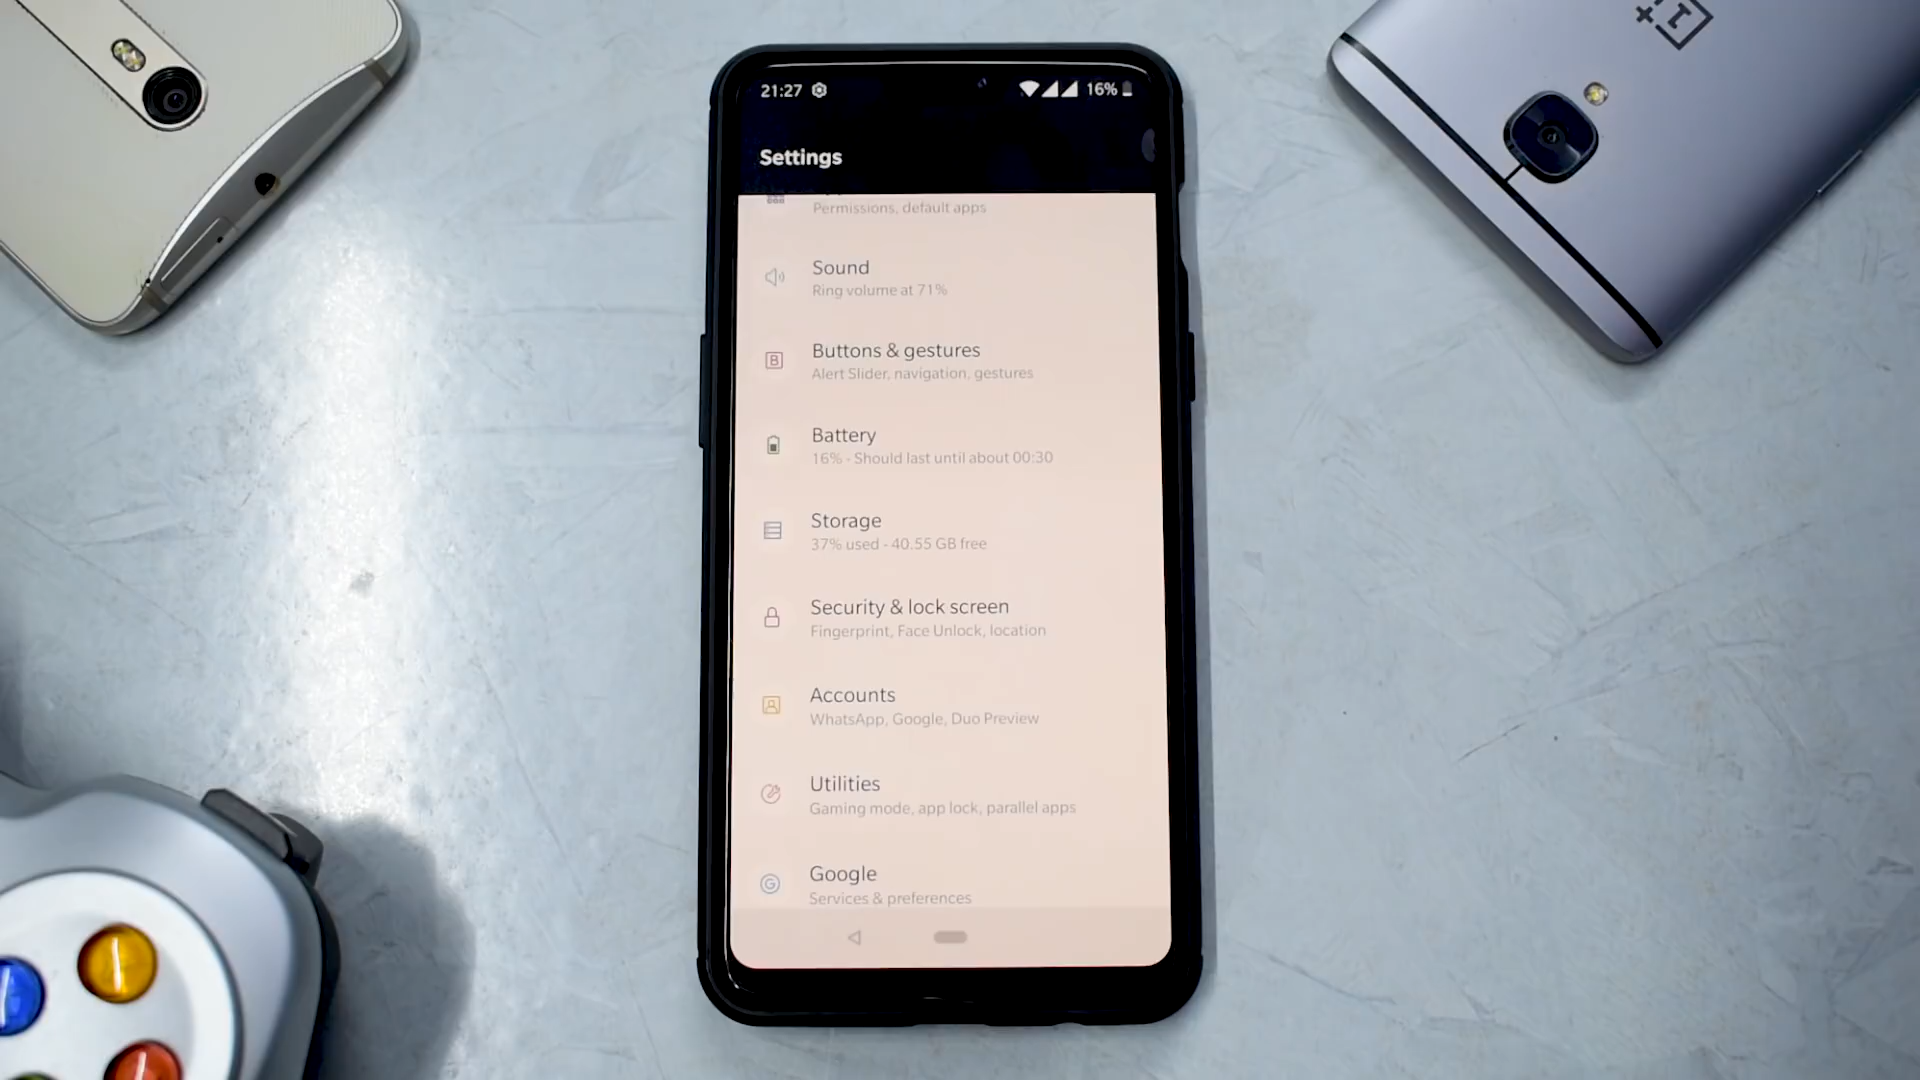 21:27 16%
Settings
Permissions, default apps
Sound
Ring volume at 71%
B
Buttons & gestures
Alert Slider, navigation, gestures
Battery
16% - Should last until about 00:30
Storage
37% used - 40.55 GB free
Security & lock screen
Fingerprint, Face Unlock, location
Accounts
WhatsApp, Google, Duo Preview
Utilities
Gaming mode, app lock, parallel apps
G
Google
Services & preferences